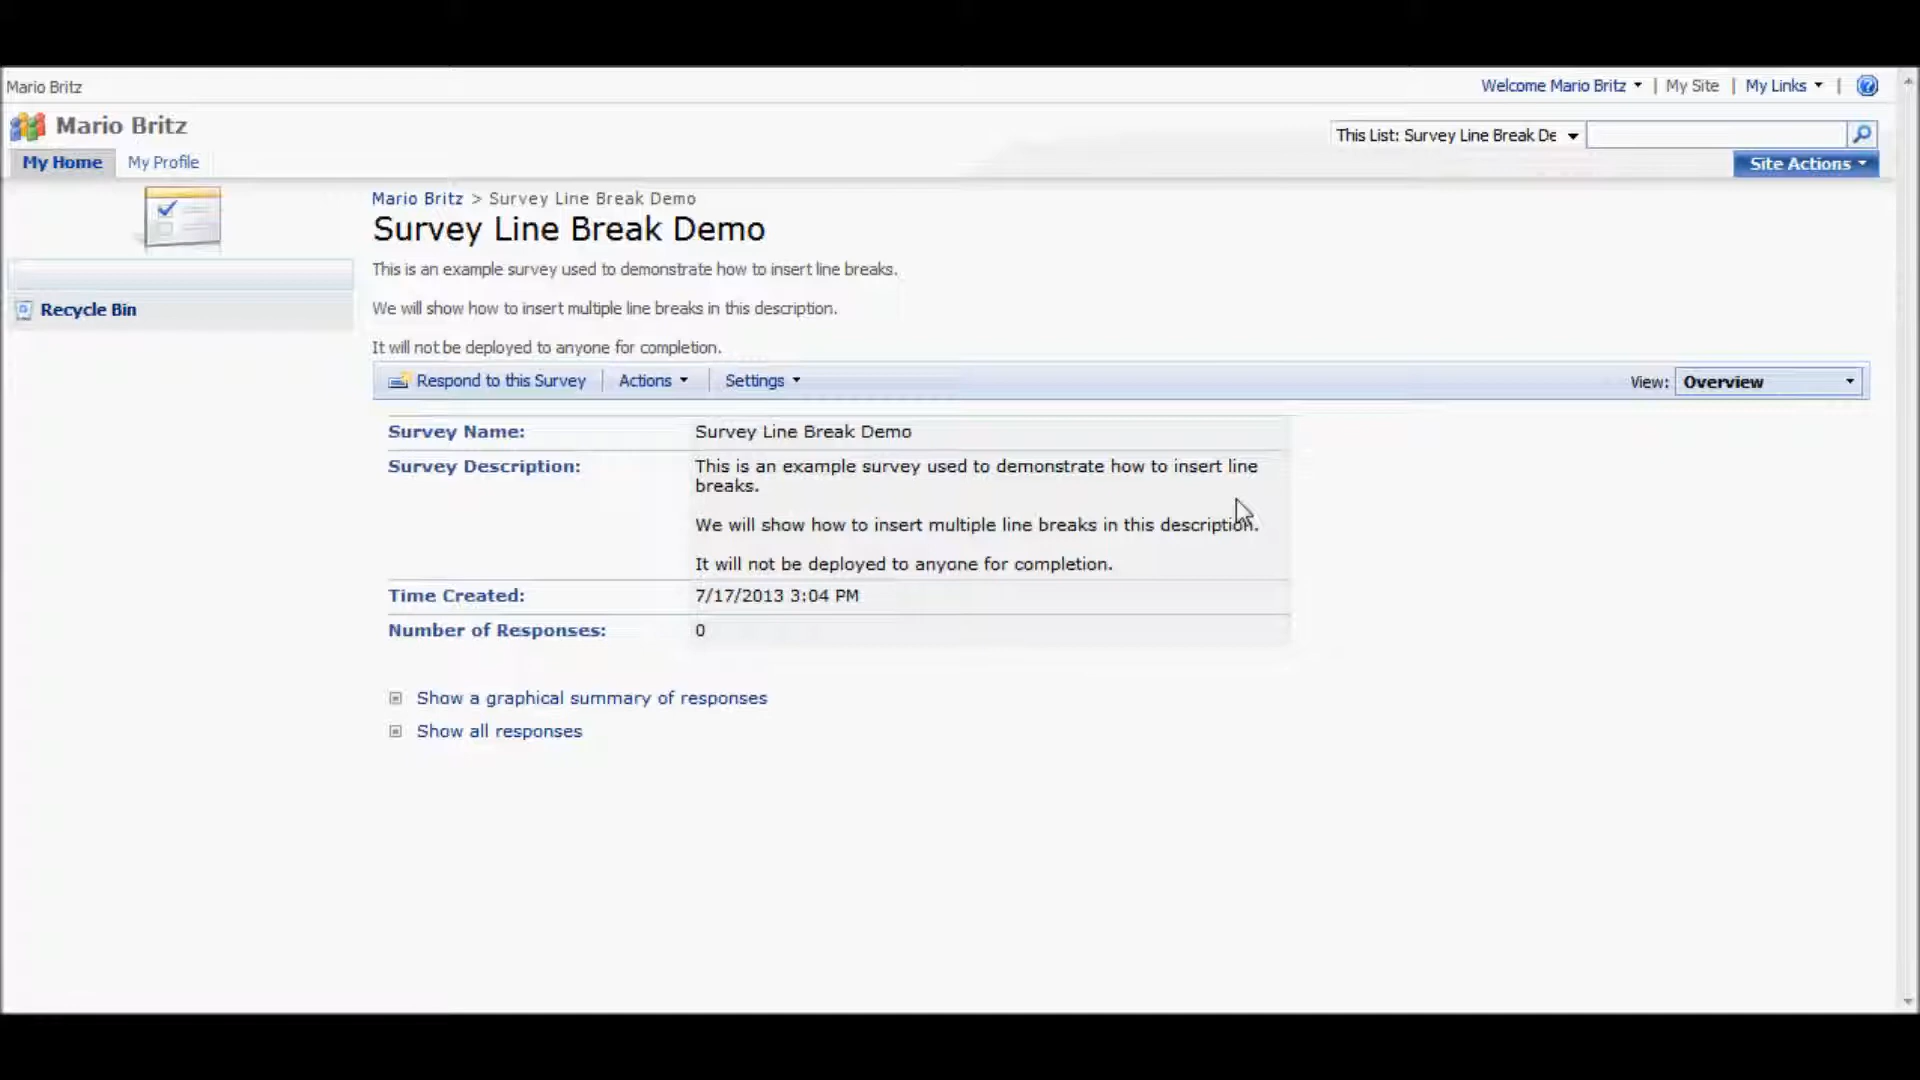 Mario Britz
Welcome Mario Britz | My Site | My Links |
Mario Britz
This List: Survey Line Break De
My Home My Profile
Site Actions
Mario Britz > Survey Line Break Demo
Survey Line Break Demo
This is an example survey used to demonstrate how to insert line breaks.
Recycle Bin
We will show how to insert multiple line breaks in this description.
It will not be deployed to anyone for completion.
Respond to this Survey | Actions | Settings
View: Overview
Survey Name: Survey Line Break Demo
Survey Description: This is an example survey used to demonstrate how to insert line
breaks.
We will show how to insert multiple line breaks in this description.
It will not be deployed to anyone for completion.
Time Created: 7/17/2013 3:04 PM
Number of Responses: 0
Show a graphical summary of responses
Show all responses